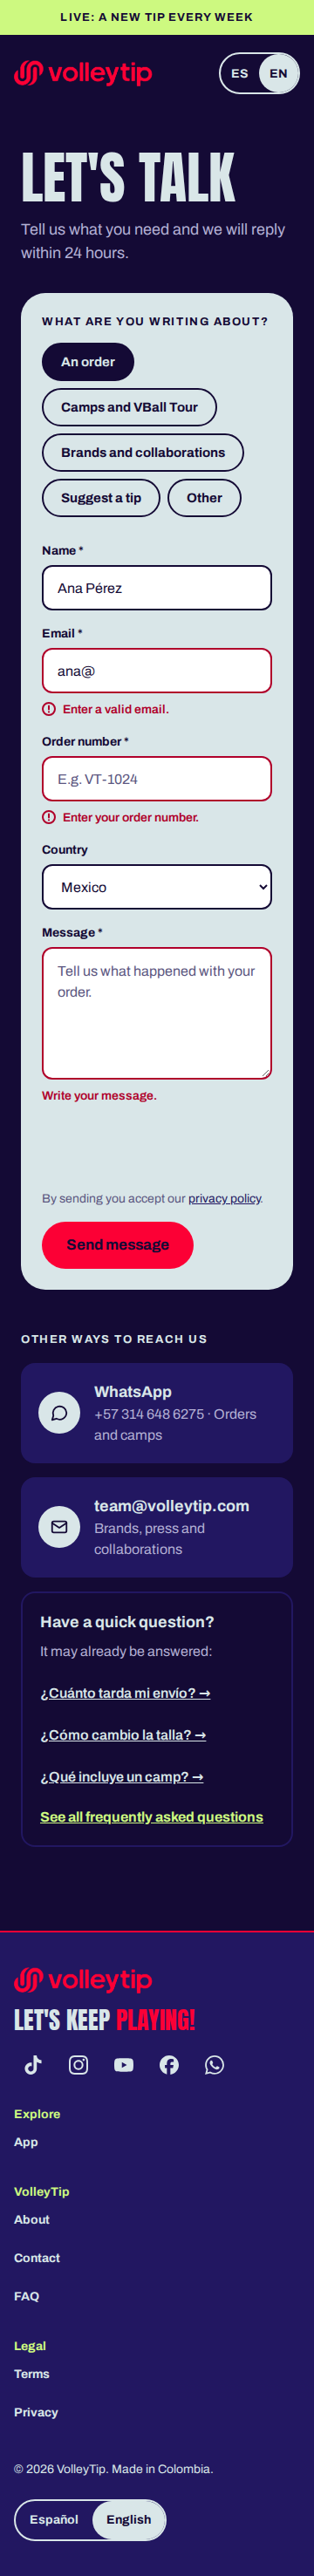 LIVE: A NEW TIP EVERY WEEK
volleytip
ES EN
LET'S TALK
Tell us what you need and we will reply
within 24 hours.
WHAT ARE YOU WRITING ABOUT?
An order
Camps and VBall Tour
Brands and collaborations
Suggest a tip Other
Name *
Ana Pérez
Email *
ana@
Enter a valid email.
Order number *
E.g. VT-1024
Enter your order number.
Country
Mexico
Message *
Tell us what happened with your
order.
Write your message.
By sending you accept our privacy policy.
Send message
OTHER WAYS TO REACH US
WhatsApp
+57 314 648 6275 · Orders
and camps
team@volleytip.com
Brands, press and
collaborations
Have a quick question?
It may already be answered:
¿Cuánto tarda mi envío? →
¿Cómo cambio la talla? →
¿Qué incluye un camp? →
See all frequently asked questions
volleytip
LET'S KEEP PLAYING!
Explore
App
VolleyTip
About
Contact
FAQ
Legal
Terms
Privacy
© 2026 VolleyTip. Made in Colombia.
Español English